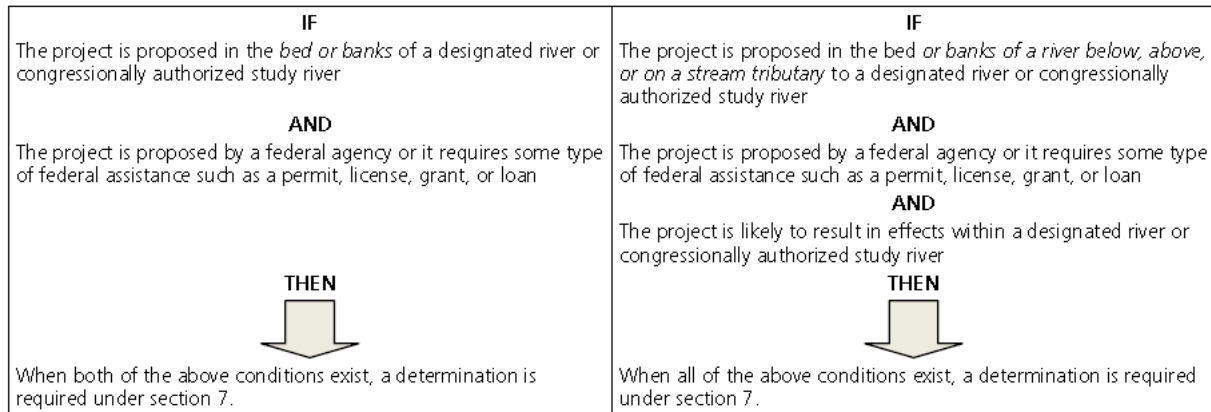 IF
The project is proposed in the bed or banks of a designated river or
congressionally authorized study river
AND
The project is proposed by a federal agency or it requires some type
of federal assistance such as a permit, license, grant, or loan
THEN
When both of the above conditions exist, a determination is
required under section 7.
IF
The project is proposed in the bed or banks of a river below, above,
or on a stream tributary to a designated river or congressionally
authorized study river
AND
The project is proposed by a federal agency or it requires some type
of federal assistance such as a permit, license, grant, or loan
AND
The project is likely to result in effects within a designated river or
congressionally authorized study river
THEN
When all of the above conditions exist, a determination is required
under section 7.